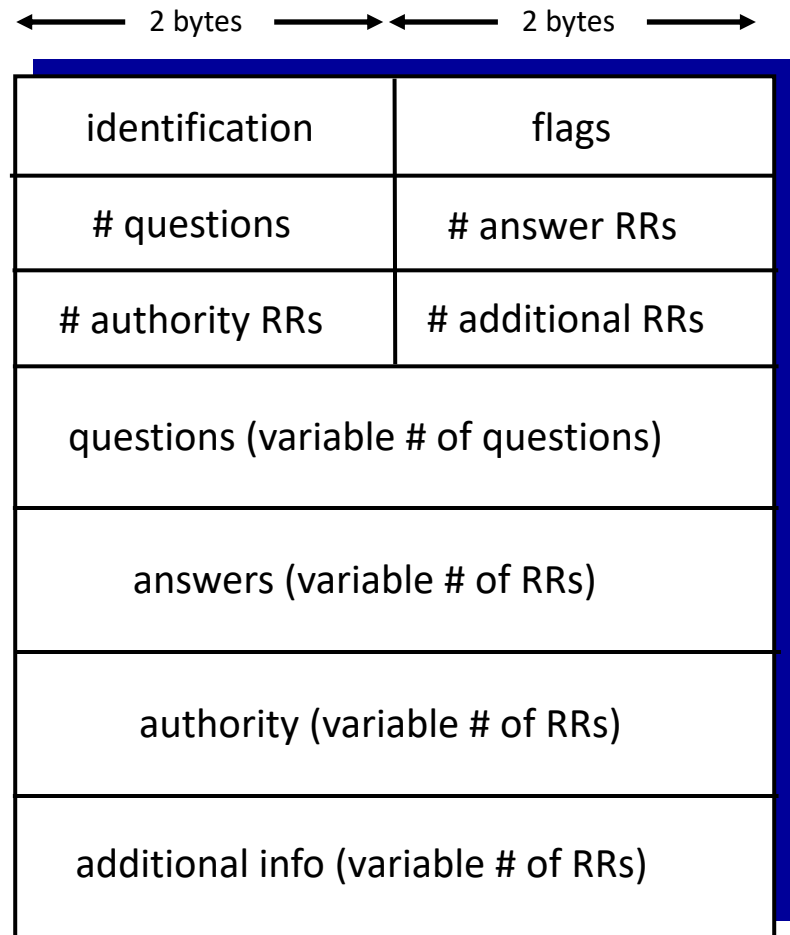 2 bytes 2 bytes
identification flags
# questions # answer RRs
# authority RRs # additional RRs
questions (variable # of questions)
answers (variable # of RRs)
authority (variable # of RRs)
additional info (variable # of RRs)